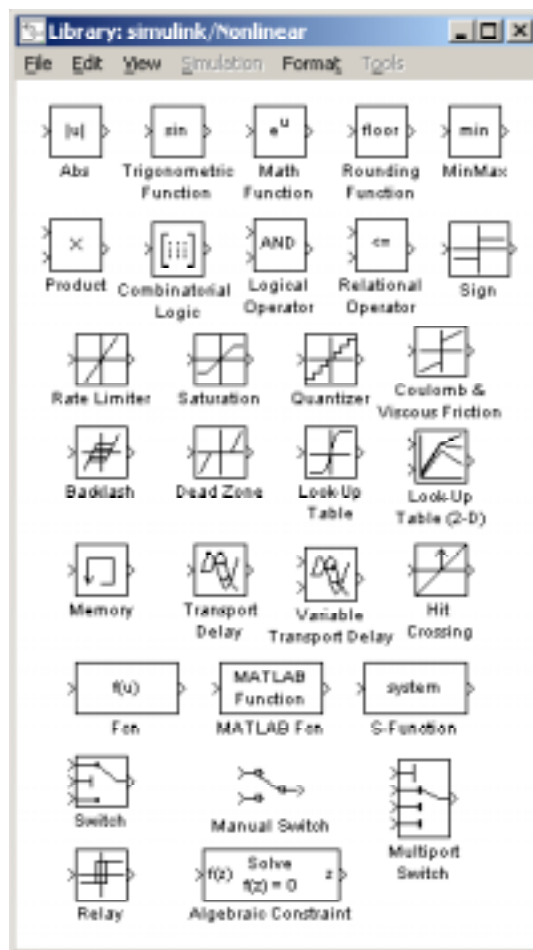 Library: simulink/Nonlinear
File Edit View Simulation Format Tools
|u| sin e^u floor min
Abs Trigonometric Function Math Function Rounding Function MinMax
× [iii] AND <=
Product Combinatorial Logic Logical Operator Relational Operator Sign
Rate Limiter Saturation Quantizer Coulomb & Viscous Friction
Backlash Dead Zone Look-Up Table Look-Up Table (2-D)
Memory Transport Delay Variable Transport Delay Hit Crossing
f(u) MATLAB Function system
Fcn MATLAB Fcn S-Function
Switch Manual Switch Multiport Switch
f(z) Solve f(z) = 0 z
Relay Algebraic Constraint